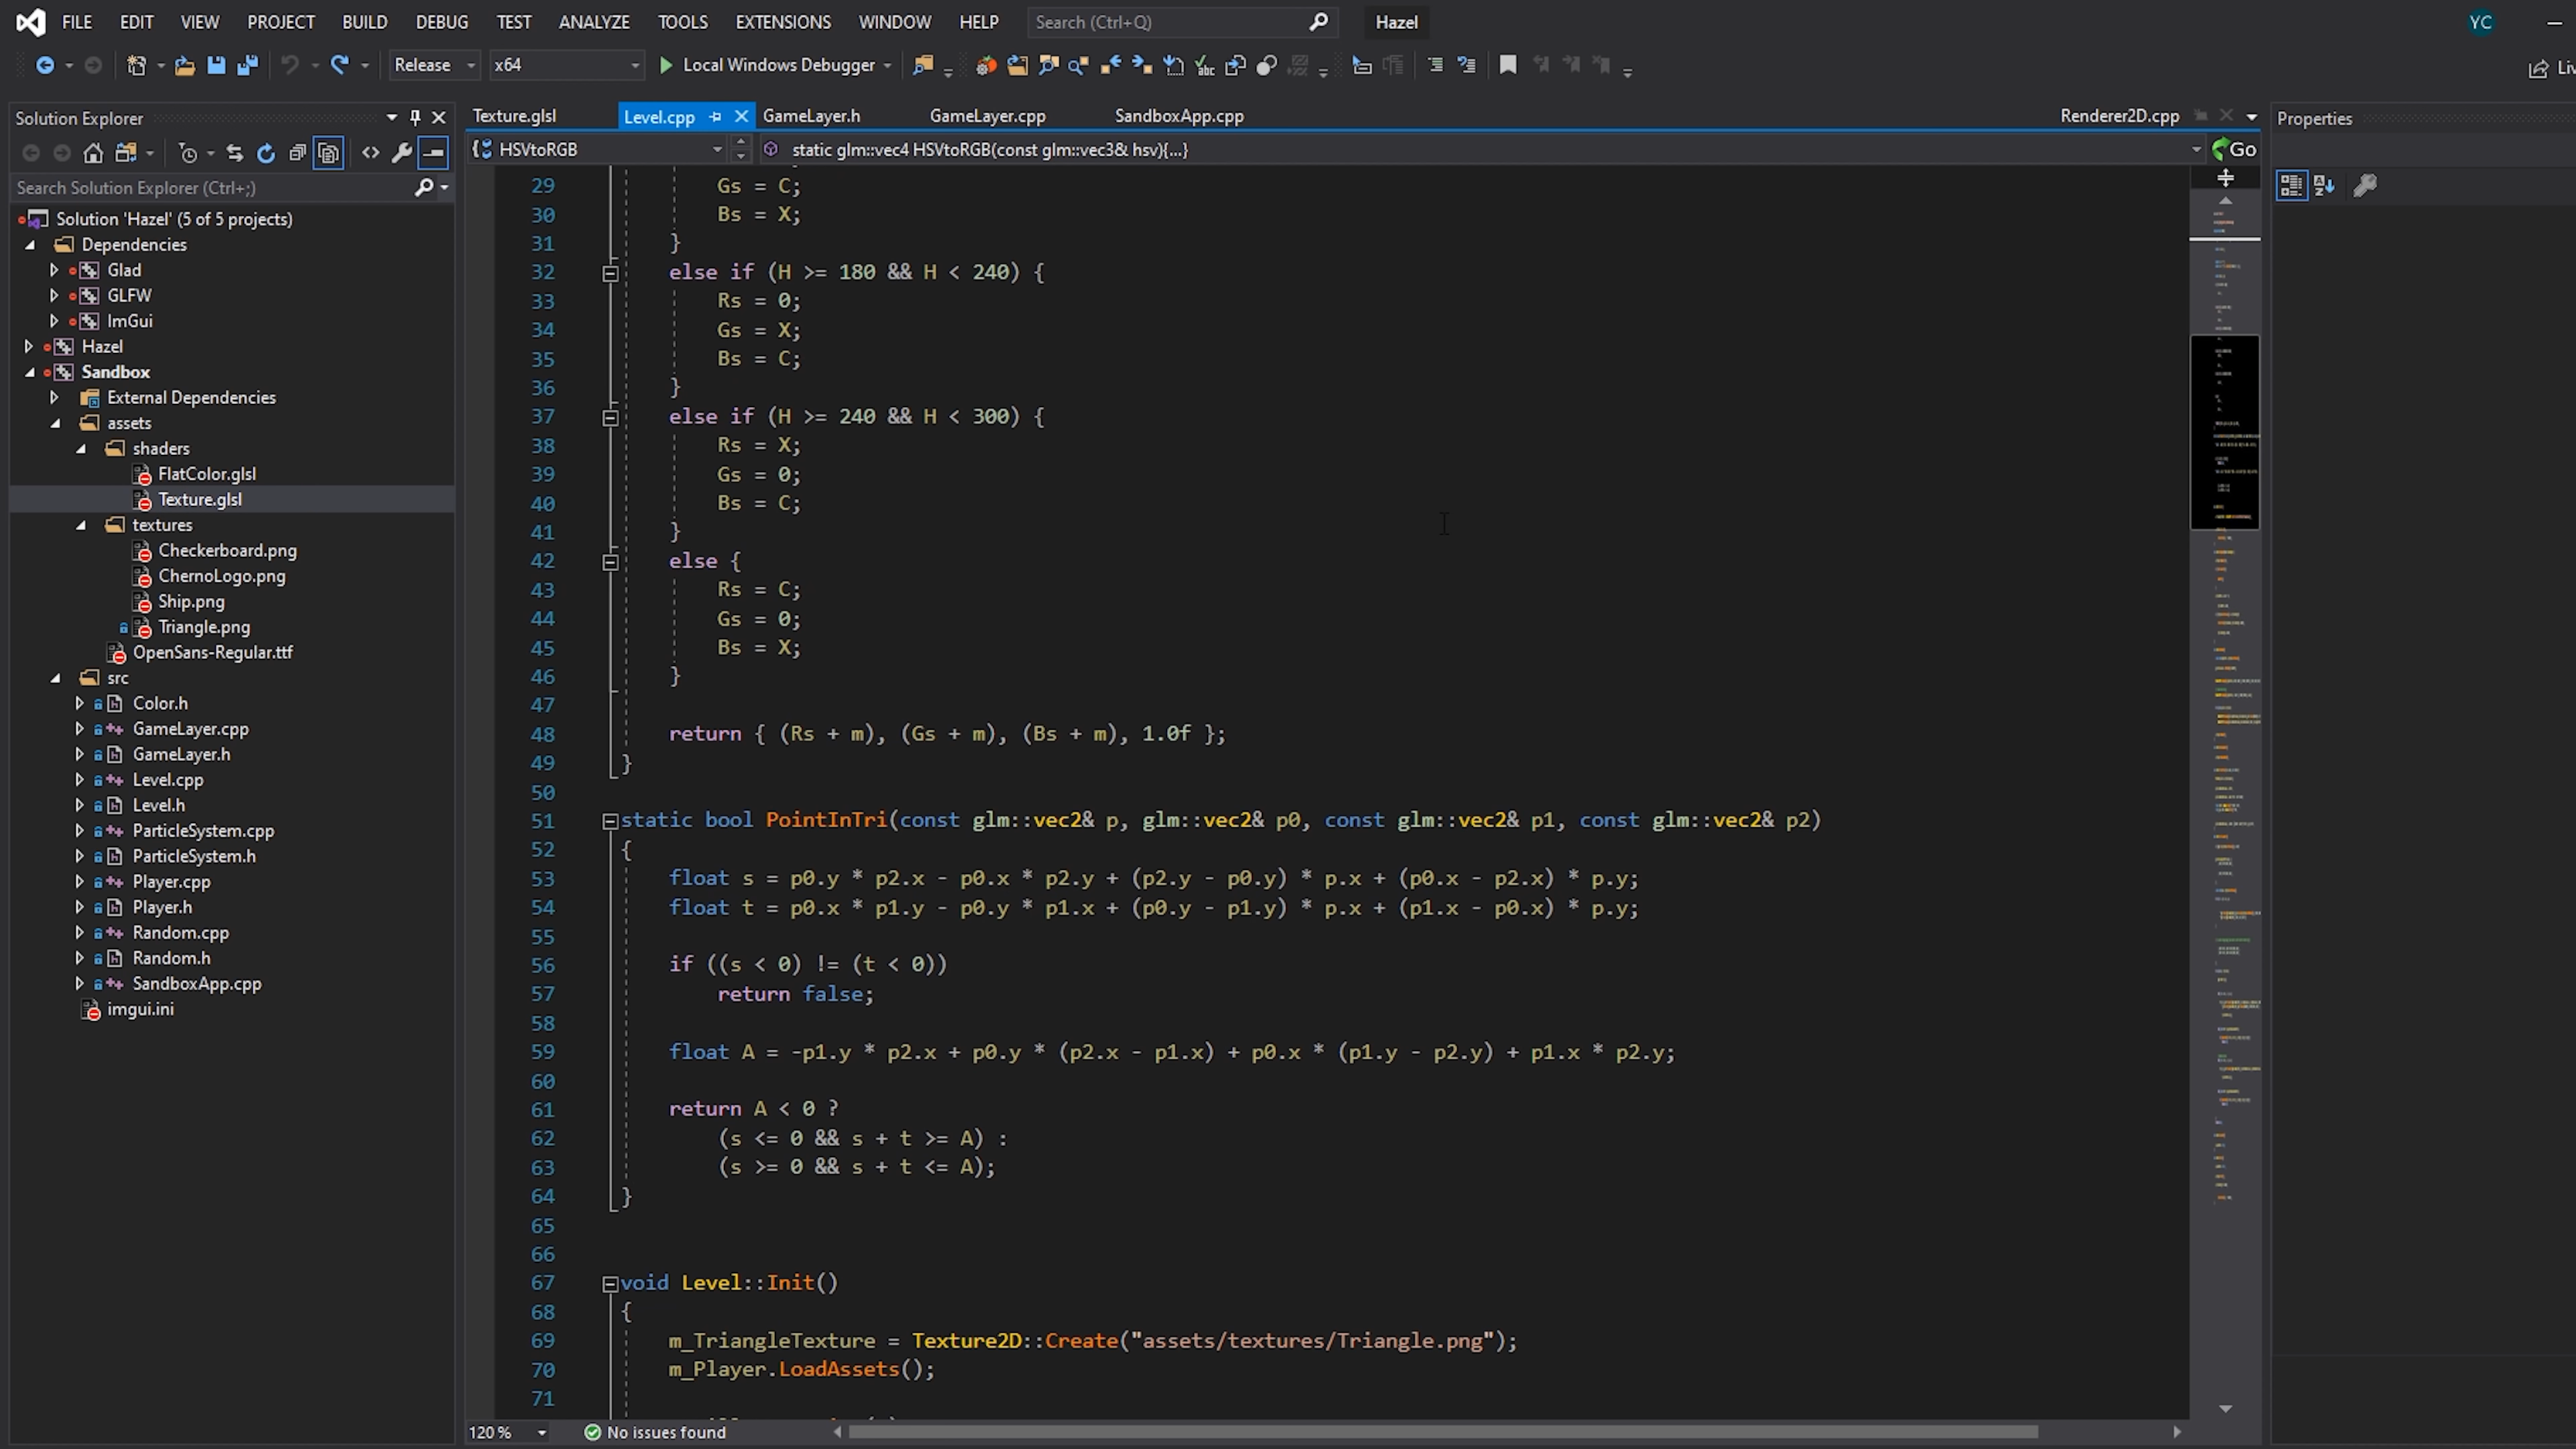 FILE EDIT VIEW PROJECT BUILD DEBUG TEST ANALYZE TOOLS EXTENSIONS WINDOW HELP Search (Ctrl+Q) Hazel YC
Release x64 Local Windows Debugger Liv
Solution Explorer
Search Solution Explorer (Ctrl+;)
Solution 'Hazel' (5 of 5 projects)
Dependencies
Glad
GLFW
ImGui
Hazel
Sandbox
External Dependencies
assets
shaders
FlatColor.glsl
Texture.glsl
textures
Checkerboard.png
ChernoLogo.png
Ship.png
Triangle.png
OpenSans-Regular.ttf
src
Color.h
GameLayer.cpp
GameLayer.h
Level.cpp
Level.h
ParticleSystem.cpp
ParticleSystem.h
Player.cpp
Player.h
Random.cpp
Random.h
SandboxApp.cpp
imgui.ini
Texture.glsl Level.cpp GameLayer.h GameLayer.cpp SandboxApp.cpp Renderer2D.cpp
HSVtoRGB static glm::vec4 HSVtoRGB(const glm::vec3& hsv){...} Go
29 Gs = C;
30 Bs = X;
31 }
32 else if (H >= 180 && H < 240) {
33 Rs = 0;
34 Gs = X;
35 Bs = C;
36 }
37 else if (H >= 240 && H < 300) {
38 Rs = X;
39 Gs = 0;
40 Bs = C;
41 }
42 else {
43 Rs = C;
44 Gs = 0;
45 Bs = X;
46 }
47
48 return { (Rs + m), (Gs + m), (Bs + m), 1.0f };
49 }
50
51 static bool PointInTri(const glm::vec2& p, glm::vec2& p0, const glm::vec2& p1, const glm::vec2& p2)
52 {
53 float s = p0.y * p2.x - p0.x * p2.y + (p2.y - p0.y) * p.x + (p0.x - p2.x) * p.y;
54 float t = p0.x * p1.y - p0.y * p1.x + (p0.y - p1.y) * p.x + (p1.x - p0.x) * p.y;
55
56 if ((s < 0) != (t < 0))
57 return false;
58
59 float A = -p1.y * p2.x + p0.y * (p2.x - p1.x) + p0.x * (p1.y - p2.y) + p1.x * p2.y;
60
61 return A < 0 ?
62 (s <= 0 && s + t >= A) :
63 (s >= 0 && s + t <= A);
64 }
65
66
67 void Level::Init()
68 {
69 m_TriangleTexture = Texture2D::Create("assets/textures/Triangle.png");
70 m_Player.LoadAssets();
71
120 % No issues found
Properties